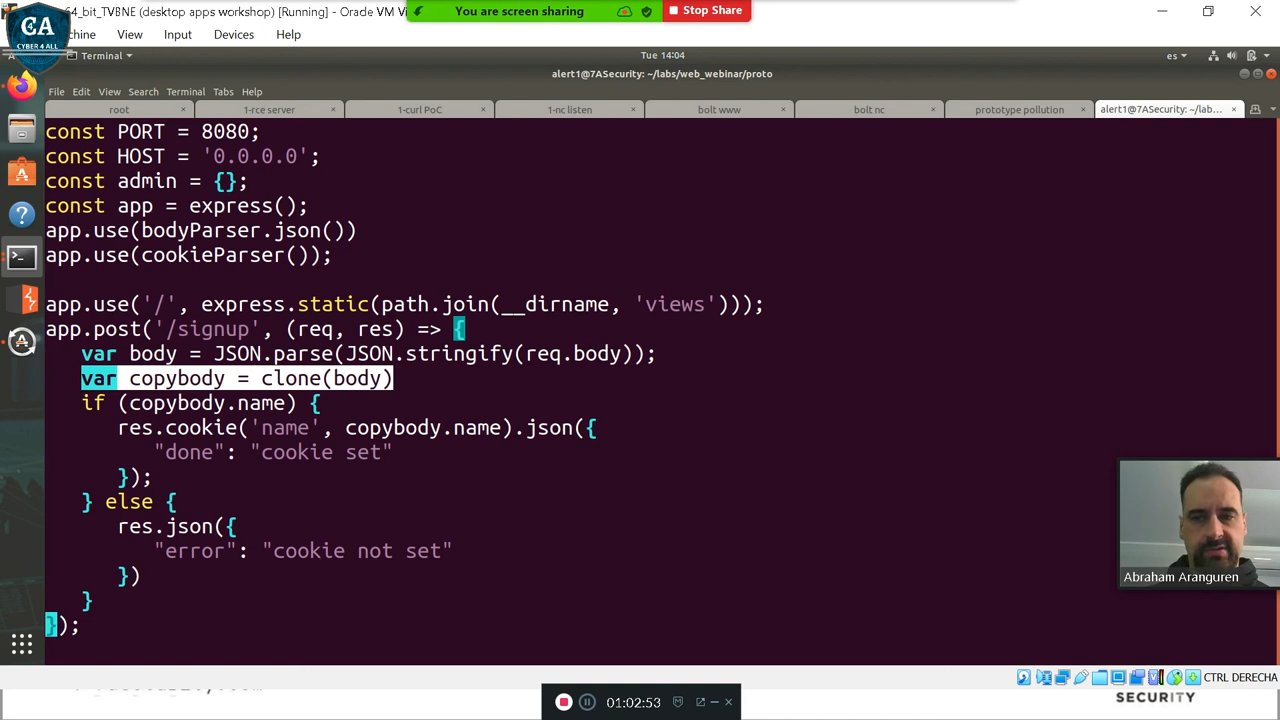 64_bit_TVBNE (desktop apps workshop) [Running] - Oracle VM Vi
You are screen sharing
Stop Share
CA
CYBER 4 ALL
chine View Input Devices Help
Terminal
Tue 14:04
es
alert1@7ASecurity: ~/labs/web_webinar/proto
File Edit View Search Terminal Tabs Help
root
1-rce server
1-curl PoC
1-nc listen
bolt www
bolt nc
prototype pollution
alert1@7ASecurity: ~/lab...
const PORT = 8080;
const HOST = '0.0.0.0';
const admin = {};
const app = express();
app.use(bodyParser.json())
app.use(cookieParser());
app.use('/', express.static(path.join(__dirname, 'views')));
app.post('/signup', (req, res) => {
var body = JSON.parse(JSON.stringify(req.body));
var copybody = clone(body)
if (copybody.name) {
res.cookie('name', copybody.name).json({
"done": "cookie set"
});
} else {
res.json({
"error": "cookie not set"
})
}
});
Abraham Aranguren
CTRL DERECHA
01:02:53
SECURITY